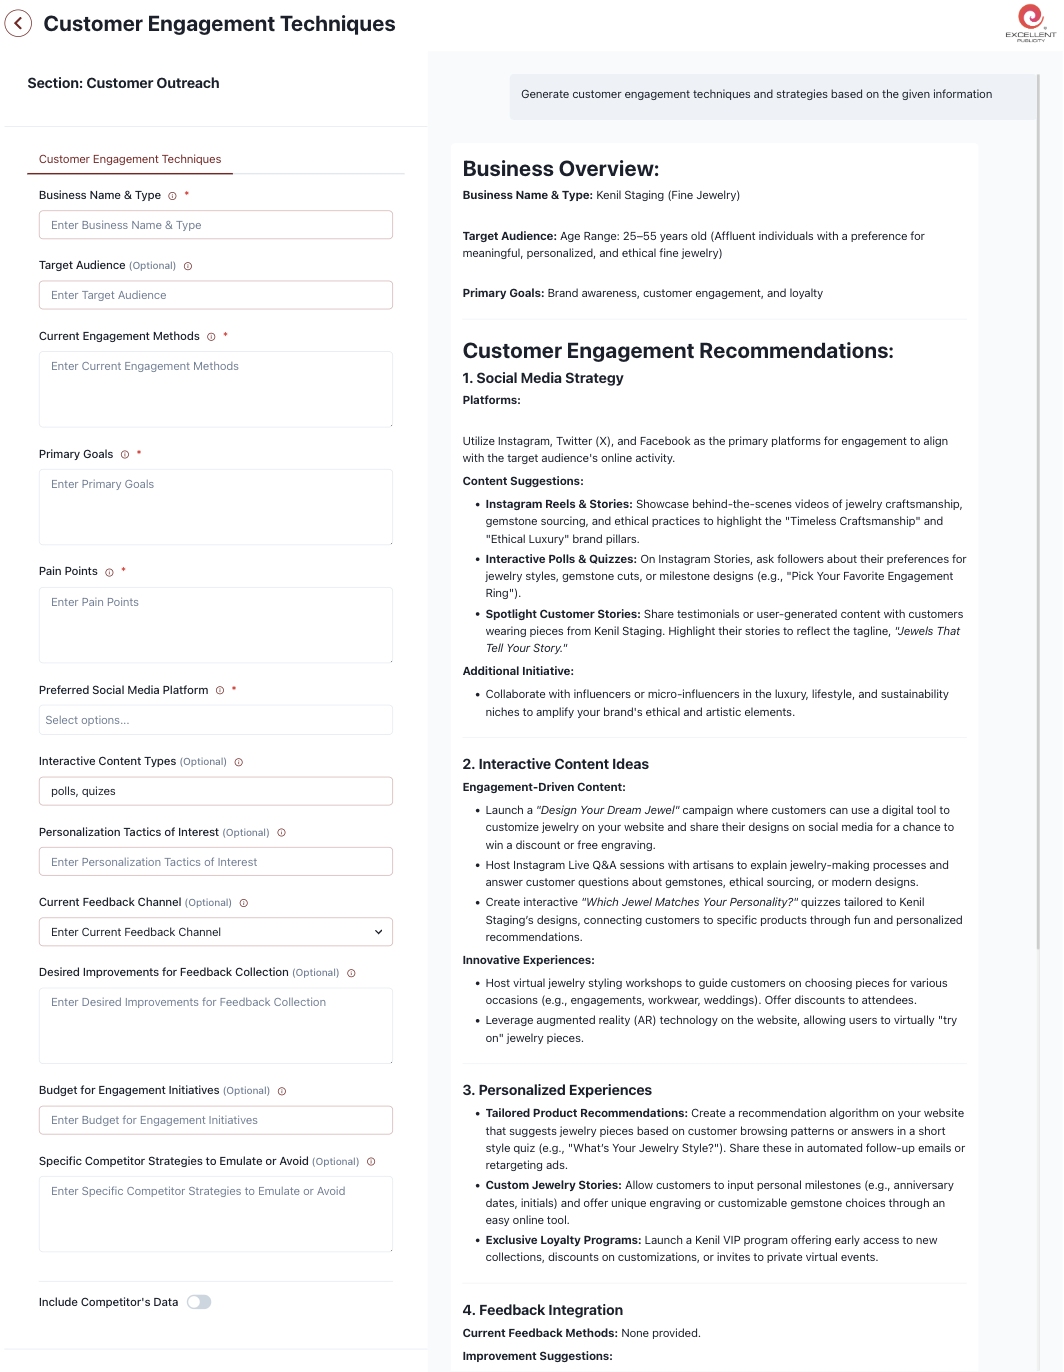 Customer Engagement Techniques
EXCELLENT
PUBLICITY
Section: Customer Outreach
Customer Engagement Techniques
Business Name & Type *
Enter Business Name & Type
Target Audience (Optional)
Enter Target Audience
Current Engagement Methods *
Enter Current Engagement Methods
Primary Goals *
Enter Primary Goals
Pain Points *
Enter Pain Points
Preferred Social Media Platform *
Select options...
Interactive Content Types (Optional)
polls, quizes
Personalization Tactics of Interest (Optional)
Enter Personalization Tactics of Interest
Current Feedback Channel (Optional)
Enter Current Feedback Channel
Desired Improvements for Feedback Collection (Optional)
Enter Desired Improvements for Feedback Collection
Budget for Engagement Initiatives (Optional)
Enter Budget for Engagement Initiatives
Specific Competitor Strategies to Emulate or Avoid (Optional)
Enter Specific Competitor Strategies to Emulate or Avoid
Include Competitor's Data
Generate customer engagement techniques and strategies based on the given information
Business Overview:
Business Name & Type: Kenil Staging (Fine Jewelry)
Target Audience: Age Range: 25–55 years old (Affluent individuals with a preference for
meaningful, personalized, and ethical fine jewelry)
Primary Goals: Brand awareness, customer engagement, and loyalty
Customer Engagement Recommendations:
1. Social Media Strategy
Platforms:
Utilize Instagram, Twitter (X), and Facebook as the primary platforms for engagement to align
with the target audience's online activity.
Content Suggestions:
• Instagram Reels & Stories: Showcase behind-the-scenes videos of jewelry craftsmanship,
gemstone sourcing, and ethical practices to highlight the "Timeless Craftsmanship" and
"Ethical Luxury" brand pillars.
• Interactive Polls & Quizzes: On Instagram Stories, ask followers about their preferences for
jewelry styles, gemstone cuts, or milestone designs (e.g., "Pick Your Favorite Engagement
Ring").
• Spotlight Customer Stories: Share testimonials or user-generated content with customers
wearing pieces from Kenil Staging. Highlight their stories to reflect the tagline, "Jewels That
Tell Your Story."
Additional Initiative:
• Collaborate with influencers or micro-influencers in the luxury, lifestyle, and sustainability
niches to amplify your brand's ethical and artistic elements.
2. Interactive Content Ideas
Engagement-Driven Content:
• Launch a "Design Your Dream Jewel" campaign where customers can use a digital tool to
customize jewelry on your website and share their designs on social media for a chance to
win a discount or free engraving.
• Host Instagram Live Q&A sessions with artisans to explain jewelry-making processes and
answer customer questions about gemstones, ethical sourcing, or modern designs.
• Create interactive "Which Jewel Matches Your Personality?" quizzes tailored to Kenil
Staging's designs, connecting customers to specific products through fun and personalized
recommendations.
Innovative Experiences:
• Host virtual jewelry styling workshops to guide customers on choosing pieces for various
occasions (e.g., engagements, workwear, weddings). Offer discounts to attendees.
• Leverage augmented reality (AR) technology on the website, allowing users to virtually "try
on" jewelry pieces.
3. Personalized Experiences
• Tailored Product Recommendations: Create a recommendation algorithm on your website
that suggests jewelry pieces based on customer browsing patterns or answers in a short
style quiz (e.g., "What's Your Jewelry Style?"). Share these in automated follow-up emails or
retargeting ads.
• Custom Jewelry Stories: Allow customers to input personal milestones (e.g., anniversary
dates, initials) and offer unique engraving or customizable gemstone choices through an
easy online tool.
• Exclusive Loyalty Programs: Launch a Kenil VIP program offering early access to new
collections, discounts on customizations, or invites to private virtual events.
4. Feedback Integration
Current Feedback Methods: None provided.
Improvement Suggestions: